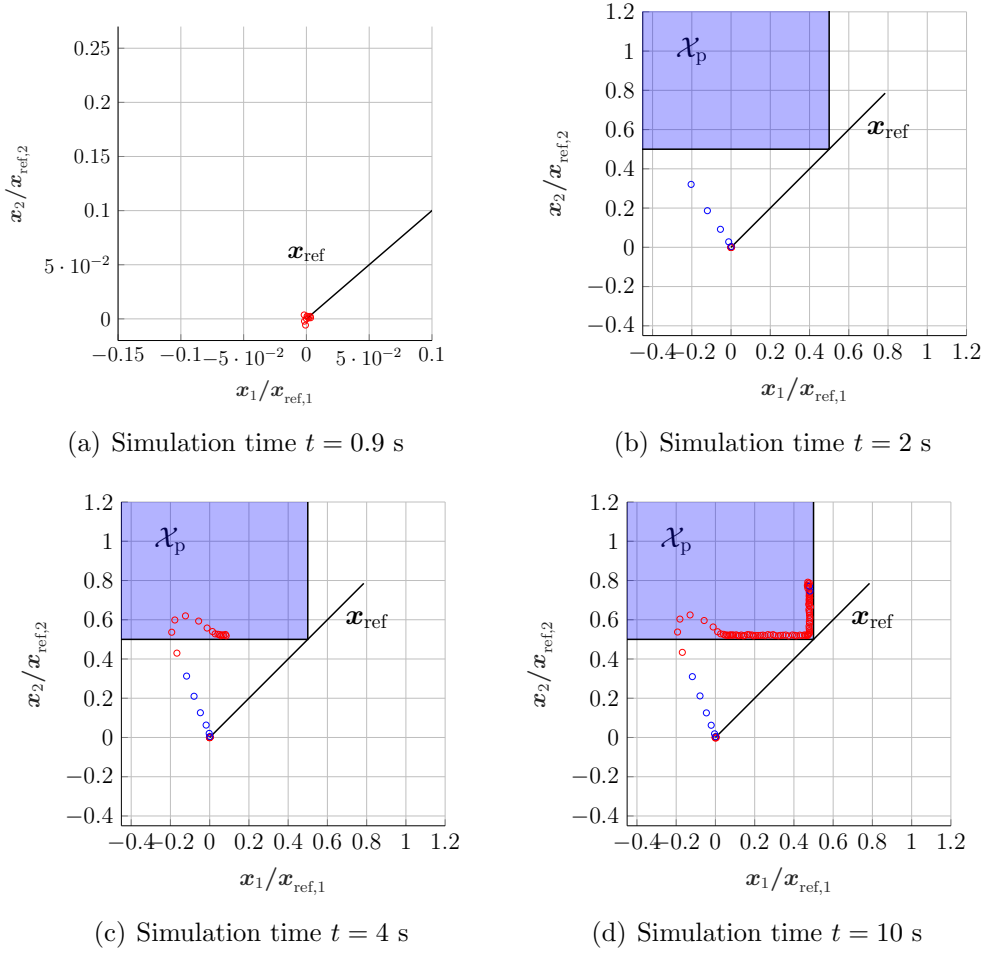 0.25
0.2
0.15
0.1
5 · 10⁻²
0
−0.15
−0.1
−5 · 10⁻²
0
5 · 10⁻²
0.1
x₂/x_ref,2
x_ref
x₁/x_ref,1
(a) Simulation time t = 0.9 s
1.2
1
0.8
0.6
0.4
0.2
0
−0.2
−0.4
−0.4
−0.2
0
0.2
0.4
0.6
0.8
1
1.2
x₂/x_ref,2
𝒳_p
x_ref
x₁/x_ref,1
(b) Simulation time t = 2 s
1.2
1
0.8
0.6
0.4
0.2
0
−0.2
−0.4
−0.4
−0.2
0
0.2
0.4
0.6
0.8
1
1.2
x₂/x_ref,2
𝒳_p
x_ref
x₁/x_ref,1
(c) Simulation time t = 4 s
1.2
1
0.8
0.6
0.4
0.2
0
−0.2
−0.4
−0.4
−0.2
0
0.2
0.4
0.6
0.8
1
1.2
x₂/x_ref,2
𝒳_p
x_ref
x₁/x_ref,1
(d) Simulation time t = 10 s